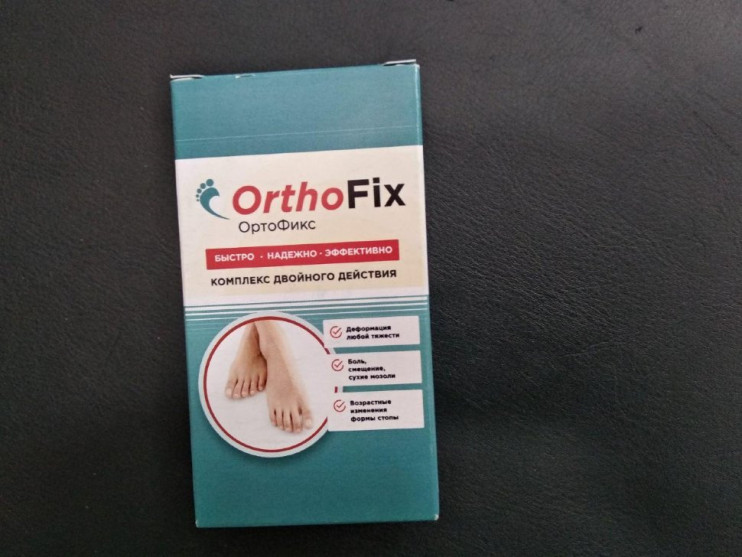 OrthoFix
ОртоФикс
БЫСТРО · НАДЕЖНО · ЭФФЕКТИВНО
КОМПЛЕКС ДВОЙНОГО ДЕЙСТВИЯ
Деформация
любой тяжести
Боль,
смещение,
сухие мозоли
Возрастные
изменения
формы стопы